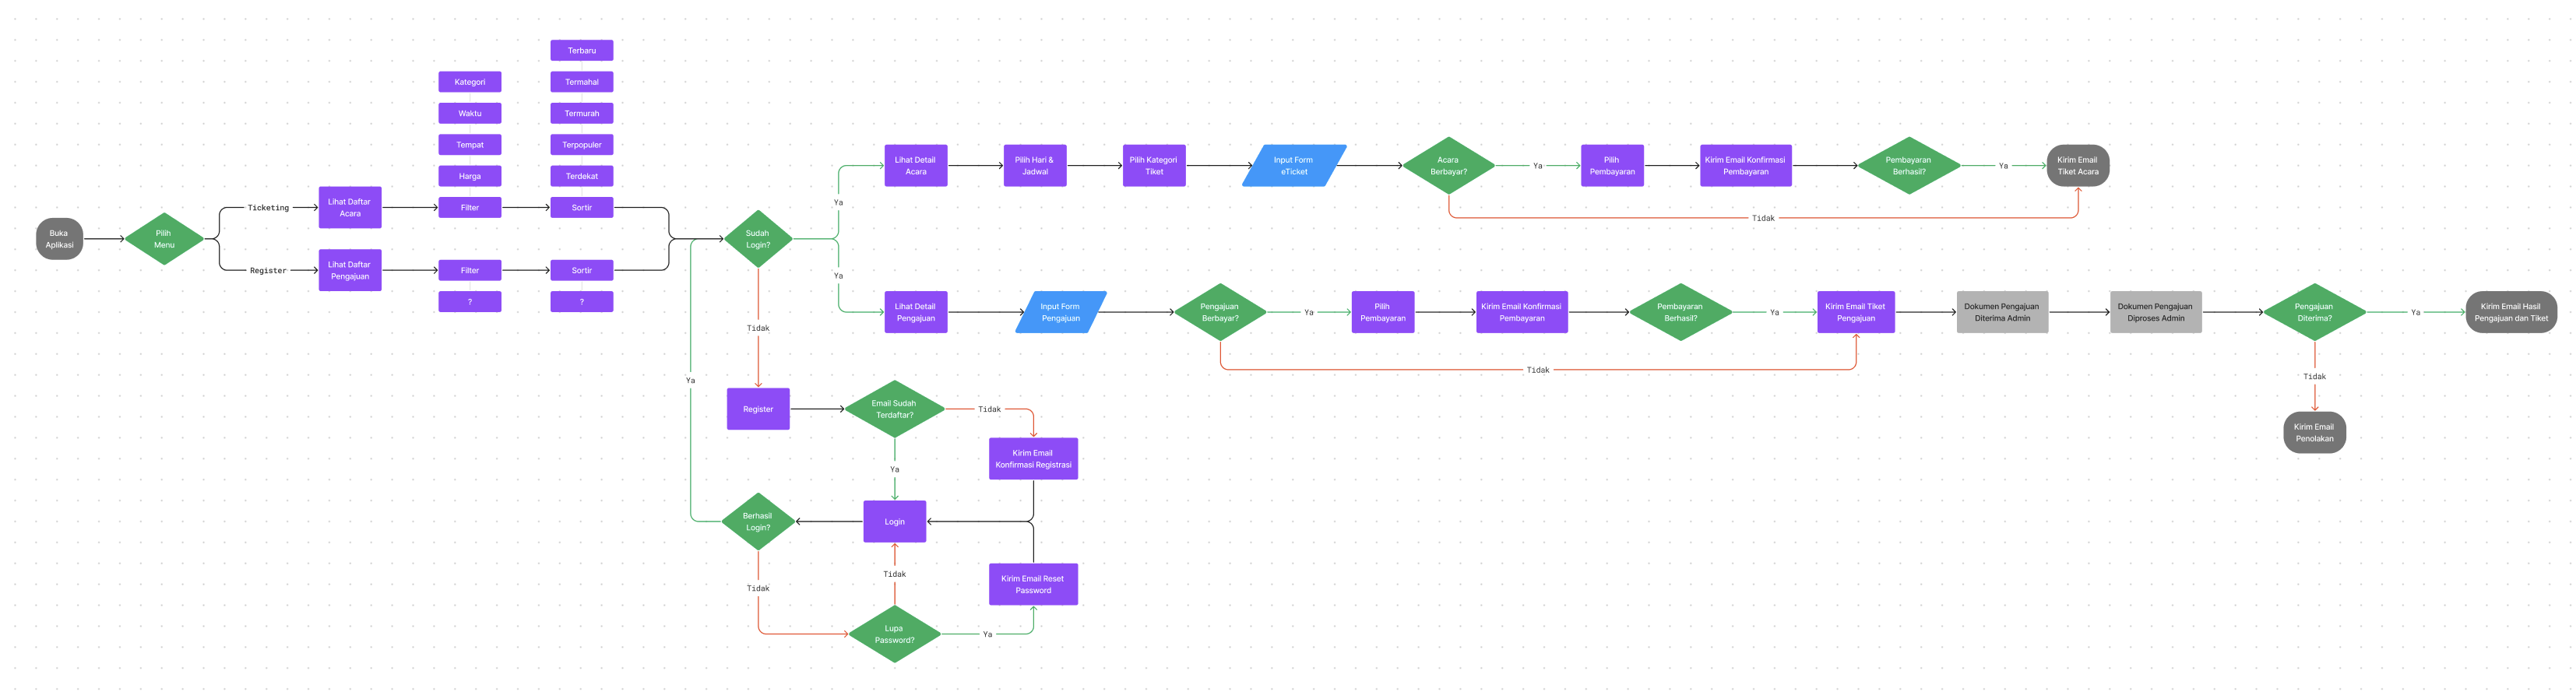 Buka
Aplikasi
Pilih
Menu
Ticketing
Register
Lihat Daftar
Acara
Lihat Daftar
Pengajuan
Kategori
Waktu
Tempat
Harga
Filter
Filter
?
Terbaru
Termahal
Termurah
Terpopuler
Terdekat
Sortir
Sortir
?
Sudah
Login?
Ya
Ya
Tidak
Lihat Detail
Acara
Pilih Hari &
Jadwal
Pilih Kategori
Tiket
Input Form
eTicket
Acara
Berbayar?
Ya
Tidak
Pilih
Pembayaran
Kirim Email Konfirmasi
Pembayaran
Pembayaran
Berhasil?
Ya
Kirim Email
Tiket Acara
Lihat Detail
Pengajuan
Input Form
Pengajuan
Pengajuan
Berbayar?
Ya
Tidak
Pilih
Pembayaran
Kirim Email Konfirmasi
Pembayaran
Pembayaran
Berhasil?
Ya
Kirim Email Tiket
Pengajuan
Dokumen Pengajuan
Diterima Admin
Dokumen Pengajuan
Diproses Admin
Pengajuan
Diterima?
Ya
Kirim Email Hasil
Pengajuan dan Tiket
Tidak
Kirim Email
Penolakan
Ya
Register
Email Sudah
Terdaftar?
Tidak
Ya
Kirim Email
Konfirmasi Registrasi
Berhasil
Login?
Login
Tidak
Tidak
Kirim Email Reset
Password
Lupa
Password?
Ya